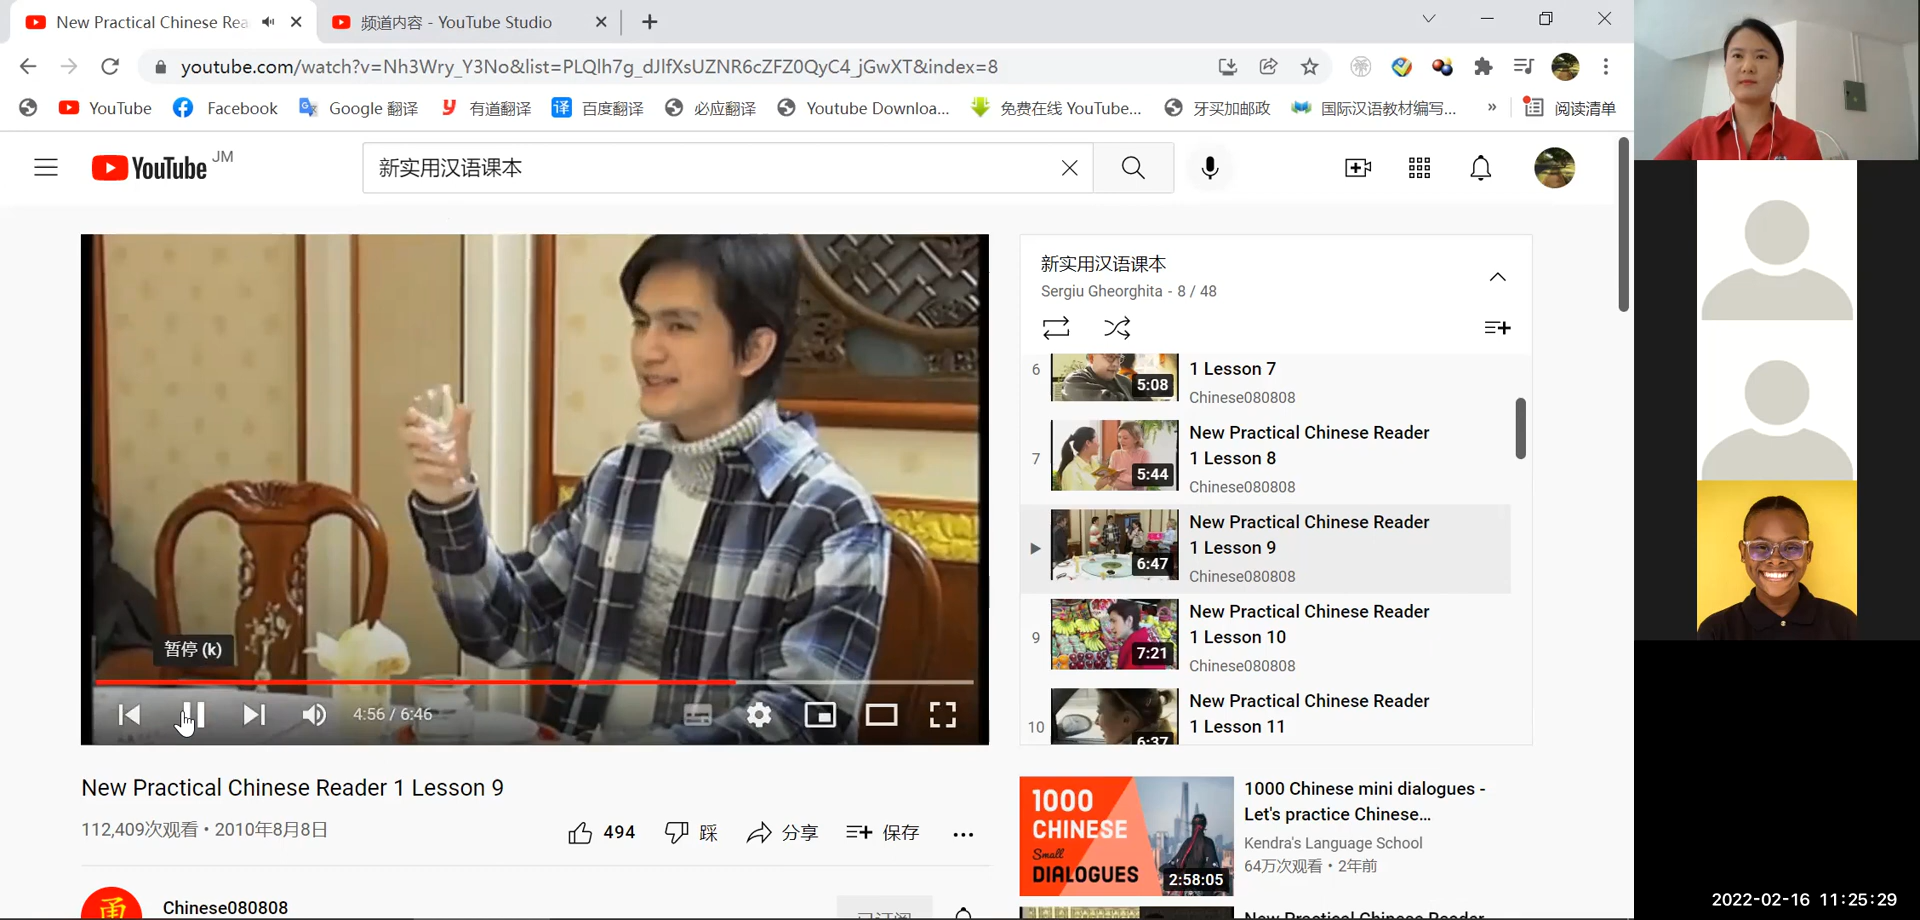 New Practical Chinese Rea
频道内容 - YouTube Studio
youtube.com/watch?v=Nh3Wry_Y3No&list=PLQlh7g_dJlfXsUZNR6cZFZ0QyC4_jGwXT&index=8
YouTube
Facebook
Google 翻译
有道翻译
百度翻译
必应翻译
Youtube Downloa...
免费在线 YouTube...
牙买加邮政
国际汉语教材编写...
»
阅读清单
YouTube JM
新实用汉语课本
暂停 (k)
4:56 / 6:46
New Practical Chinese Reader 1 Lesson 9
112,409次观看 • 2010年8月8日
494
踩
分享
保存
Chinese080808
新实用汉语课本
Sergiu Gheorghita - 8 / 48
6
5:08
1 Lesson 7
Chinese080808
7
5:44
New Practical Chinese Reader
1 Lesson 8
Chinese080808
6:47
New Practical Chinese Reader
1 Lesson 9
Chinese080808
9
7:21
New Practical Chinese Reader
1 Lesson 10
Chinese080808
10
6:37
New Practical Chinese Reader
1 Lesson 11
1000
CHINESE
Small
DIALOGUES
2:58:05
1000 Chinese mini dialogues -
Let's practice Chinese...
Kendra's Language School
64万次观看 • 2年前
New Practical Chinese Reader
2022-02-16 11:25:29